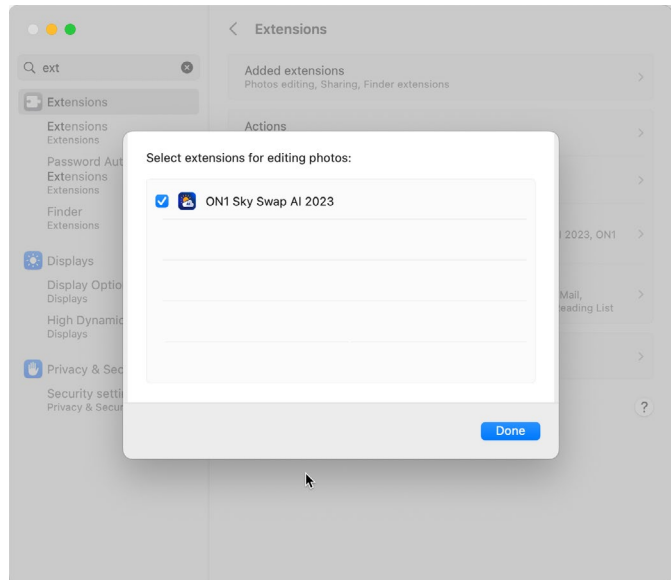 Extensions
ext
Added extensions
Photos editing, Sharing, Finder extensions
Extensions
Extensions
Extensions
Actions
Password Aut
Extensions
Extensions
Finder
Extensions
Displays
Display Optio
Displays
High Dynamic
Displays
Privacy & Sec
Security setti
Privacy & Secur
Select extensions for editing photos:
ON1 Sky Swap AI 2023
Done
I 2023, ON1
Mail,
eading List
?